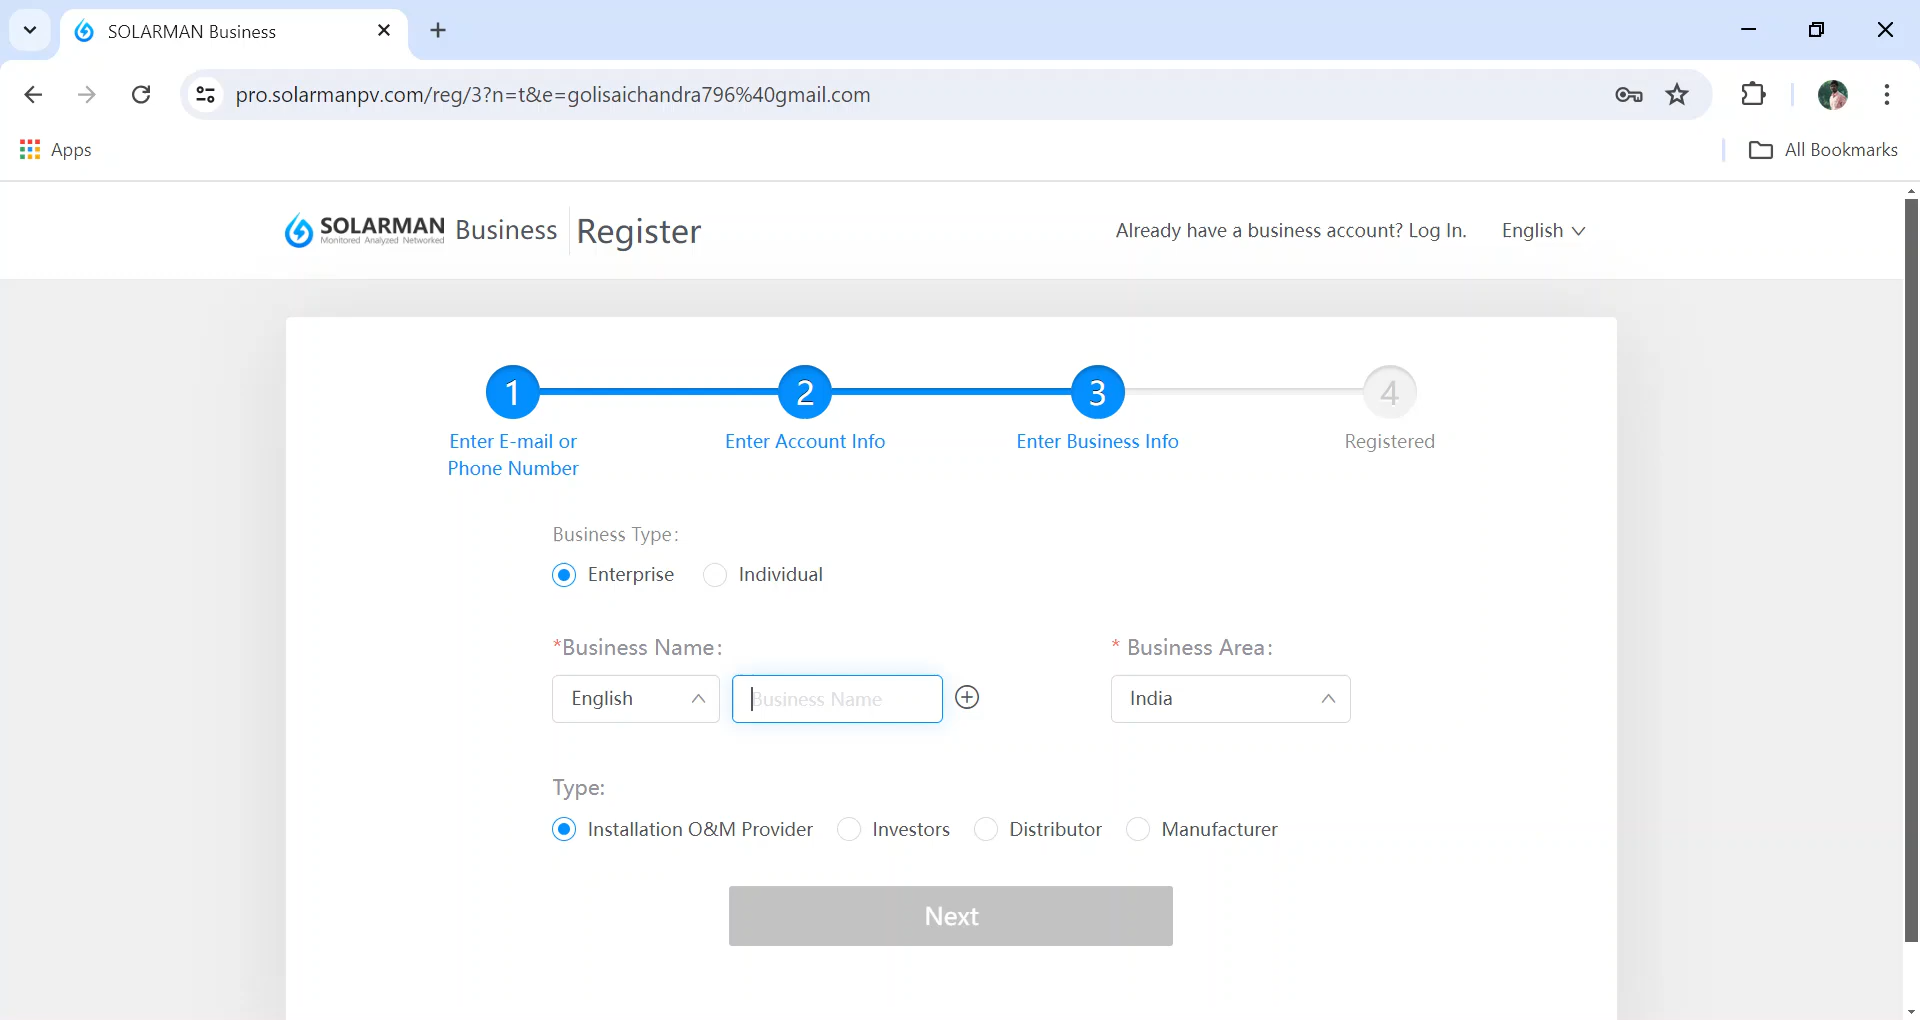 SOLARMAN Business
pro.solarmanpv.com/reg/3?n=t&e=golisaichandra796%40gmail.com
Apps
All Bookmarks
SOLARMAN Business Register
Monitored Analyzed Networked
Already have a business account? Log In. English
1 2 3 4
Enter E-mail or Enter Account Info Enter Business Info Registered
Phone Number
Business Type:
Enterprise Individual
*Business Name: * Business Area:
English Business Name India
Type:
Installation O&M Provider Investors Distributor Manufacturer
Next